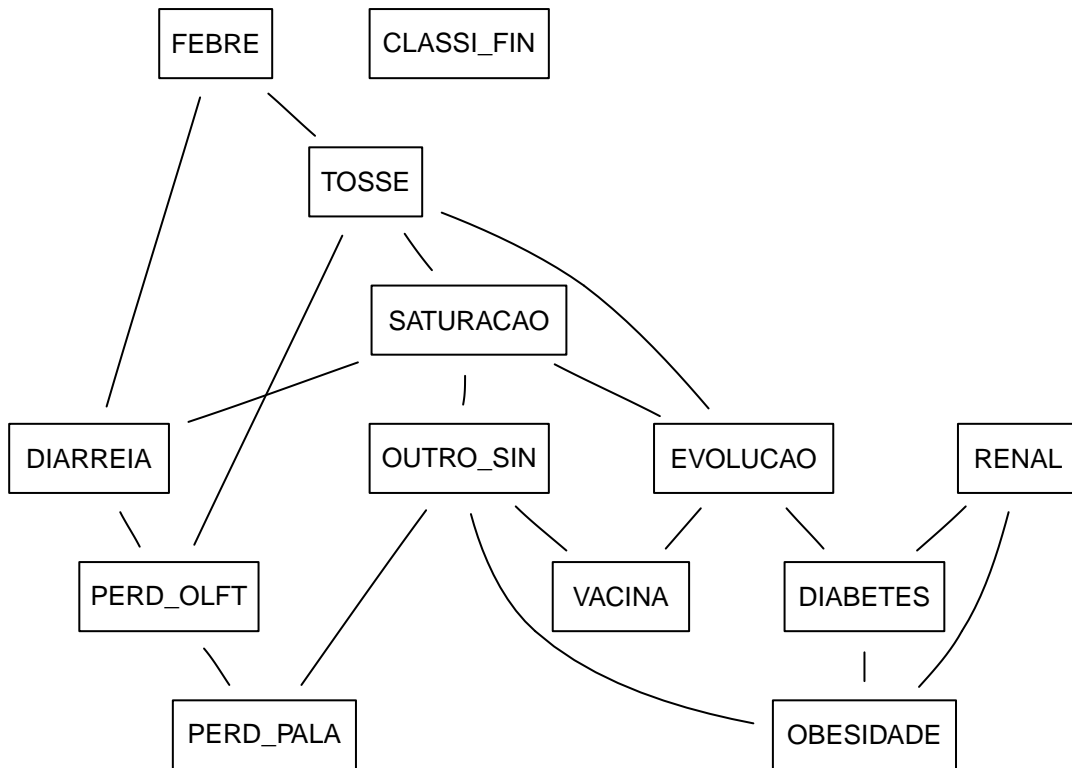 FEBRE
CLASSI_FIN
TOSSE
SATURACAO
DIARREIA
OUTRO_SIN
EVOLUCAO
RENAL
PERD_OLFT
VACINA
DIABETES
PERD_PALA
OBESIDADE